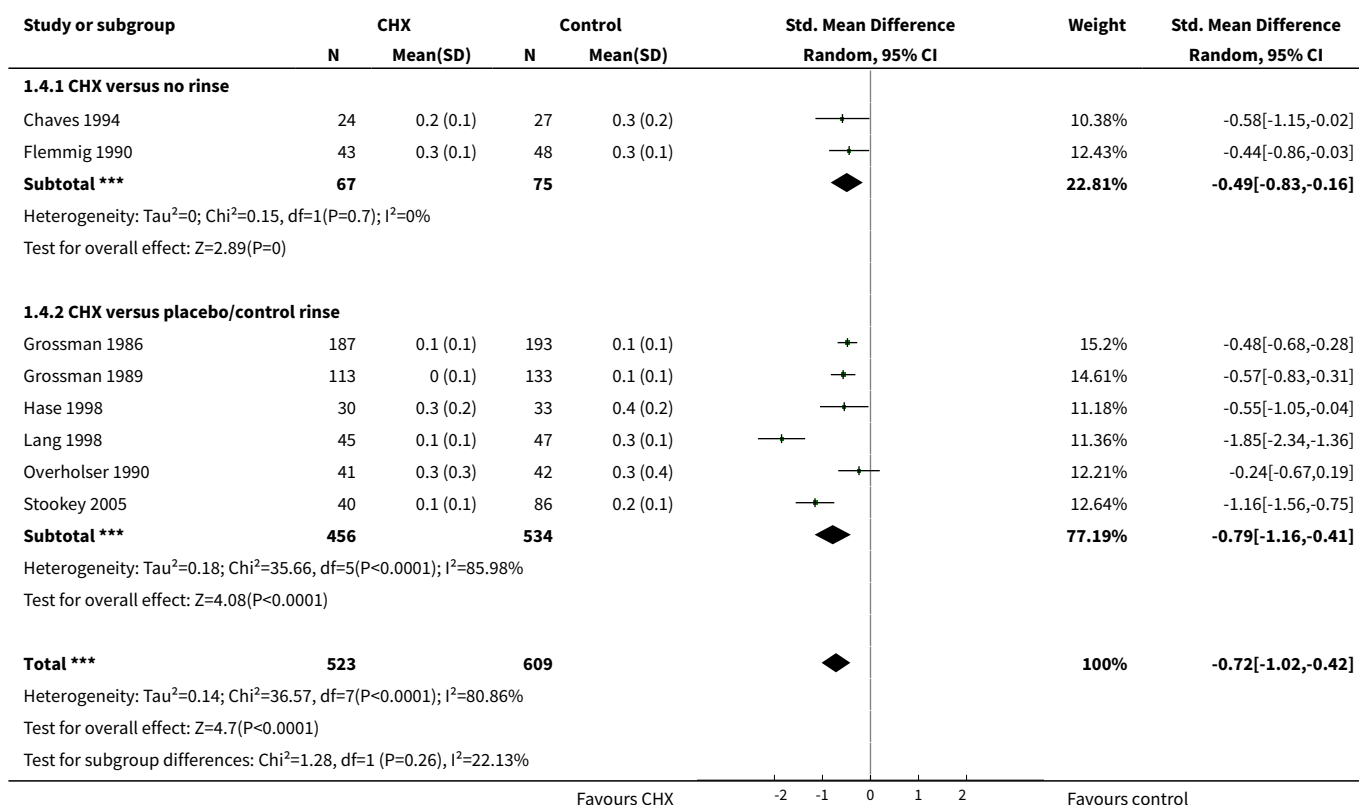 Study or subgroup CHX Control Std. Mean Difference Weight Std. Mean Difference
N Mean(SD) N Mean(SD) Random, 95% CI Random, 95% CI
1.4.1 CHX versus no rinse
Chaves 1994 24 0.2 (0.1) 27 0.3 (0.2) 10.38% -0.58[-1.15,-0.02]
Flemmig 1990 43 0.3 (0.1) 48 0.3 (0.1) 12.43% -0.44[-0.86,-0.03]
Subtotal *** 67 75 22.81% -0.49[-0.83,-0.16]
Heterogeneity: Tau²=0; Chi²=0.15, df=1(P=0.7); I²=0%
Test for overall effect: Z=2.89(P=0)
1.4.2 CHX versus placebo/control rinse
Grossman 1986 187 0.1 (0.1) 193 0.1 (0.1) 15.2% -0.48[-0.68,-0.28]
Grossman 1989 113 0 (0.1) 133 0.1 (0.1) 14.61% -0.57[-0.83,-0.31]
Hase 1998 30 0.3 (0.2) 33 0.4 (0.2) 11.18% -0.55[-1.05,-0.04]
Lang 1998 45 0.1 (0.1) 47 0.3 (0.1) 11.36% -1.85[-2.34,-1.36]
Overholser 1990 41 0.3 (0.3) 42 0.3 (0.4) 12.21% -0.24[-0.67,0.19]
Stookey 2005 40 0.1 (0.1) 86 0.2 (0.1) 12.64% -1.16[-1.56,-0.75]
Subtotal *** 456 534 77.19% -0.79[-1.16,-0.41]
Heterogeneity: Tau²=0.18; Chi²=35.66, df=5(P<0.0001); I²=85.98%
Test for overall effect: Z=4.08(P<0.0001)
Total *** 523 609 100% -0.72[-1.02,-0.42]
Heterogeneity: Tau²=0.14; Chi²=36.57, df=7(P<0.0001); I²=80.86%
Test for overall effect: Z=4.7(P<0.0001)
Test for subgroup differences: Chi²=1.28, df=1 (P=0.26), I²=22.13%
Favours CHX -2 -1 0 1 2 Favours control